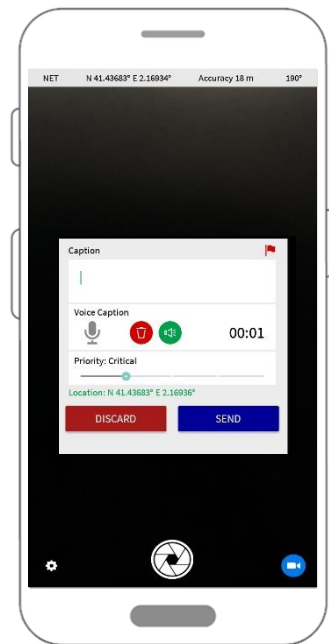 NET N 41.43683° E 2.16934° Accuracy 18 m 190°
Caption
Voice Caption
00:01
Priority: Critical
Location: N 41.43683° E 2.16936°
DISCARD SEND